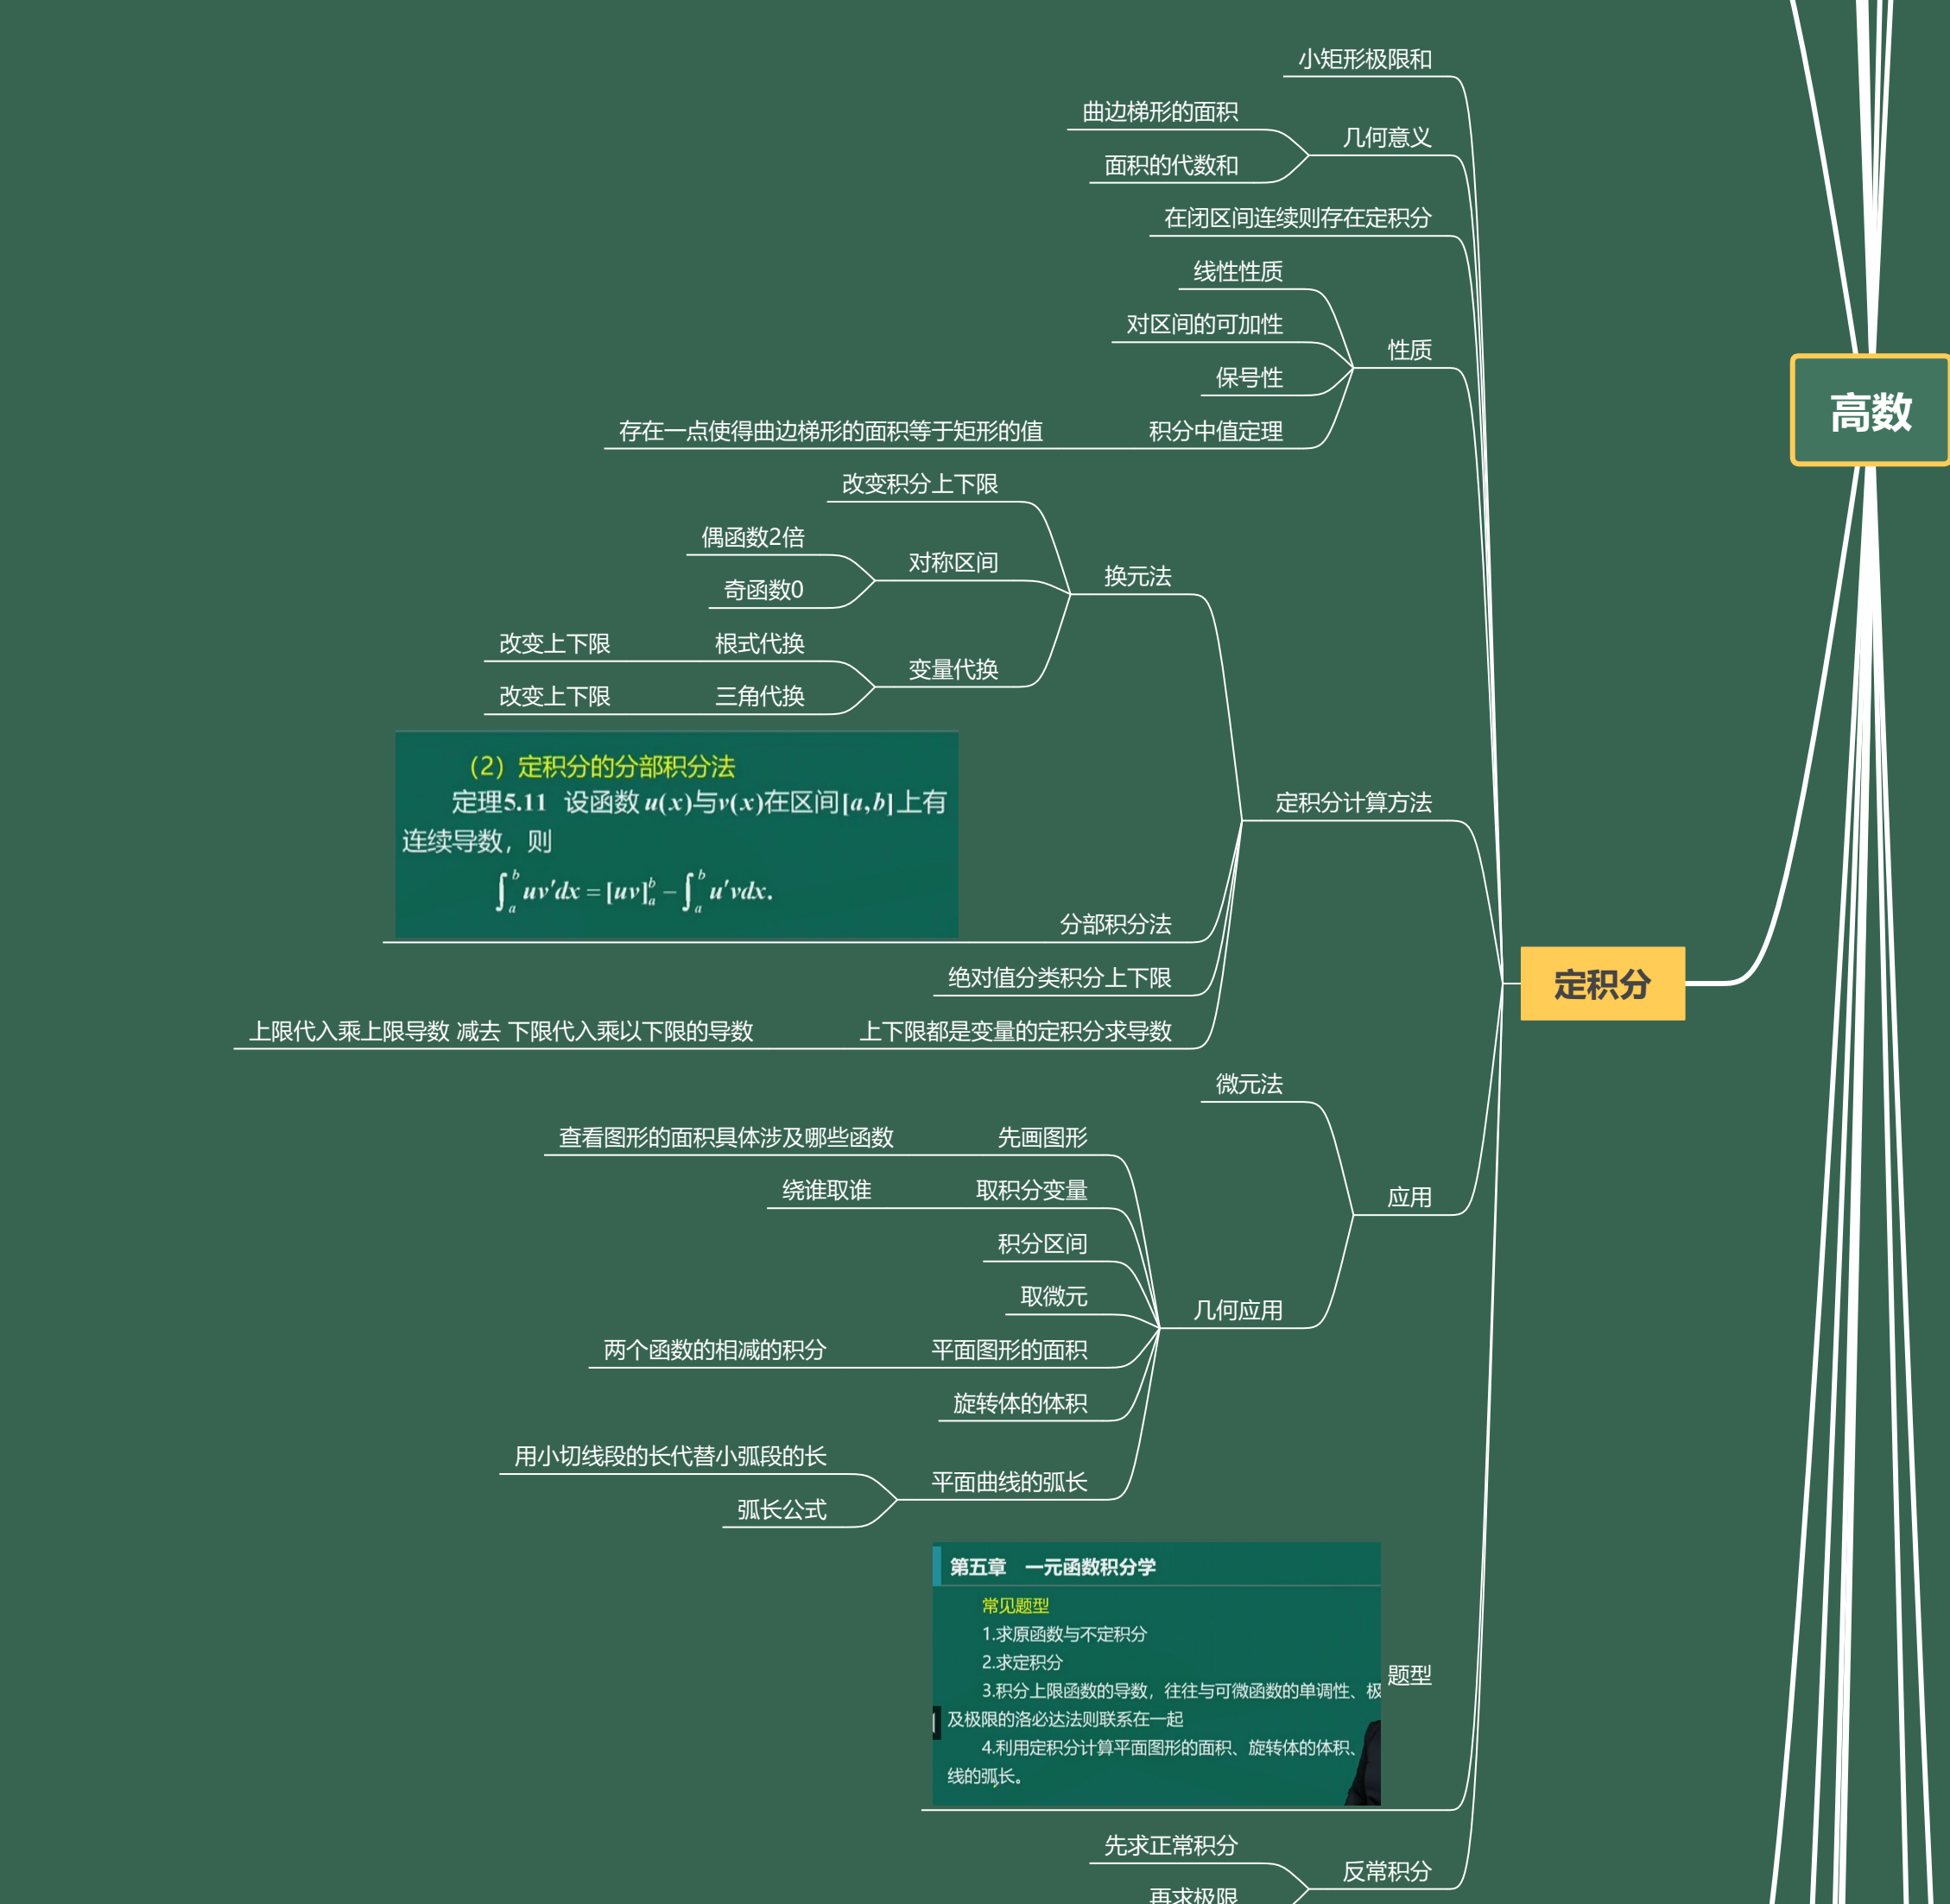 高数
定积分
小矩形极限和
几何意义
曲边梯形的面积
面积的代数和
在闭区间连续则存在定积分
性质
线性性质
对区间的可加性
保号性
积分中值定理
存在一点使得曲边梯形的面积等于矩形的值
定积分计算方法
换元法
改变积分上下限
对称区间
偶函数2倍
奇函数0
变量代换
根式代换
改变上下限
三角代换
改变上下限
分部积分法
（2）定积分的分部积分法
定理5.11 设函数 u(x)与v(x)在区间[a,b]上有
连续导数，则
∫_a^b uv′dx = [uv]_a^b − ∫_a^b u′vdx.
绝对值分类积分上下限
上下限都是变量的定积分求导数
上限代入乘上限导数 减去 下限代入乘以下限的导数
应用
微元法
几何应用
先画图形
查看图形的面积具体涉及哪些函数
取积分变量
绕谁取谁
积分区间
取微元
平面图形的面积
两个函数的相减的积分
旋转体的体积
平面曲线的弧长
用小切线段的长代替小弧段的长
弧长公式
题型
第五章 一元函数积分学
常见题型
1.求原函数与不定积分
2.求定积分
3.积分上限函数的导数，往往与可微函数的单调性、极
及极限的洛必达法则联系在一起
4.利用定积分计算平面图形的面积、旋转体的体积、
线的弧长。
反常积分
先求正常积分
再求极限